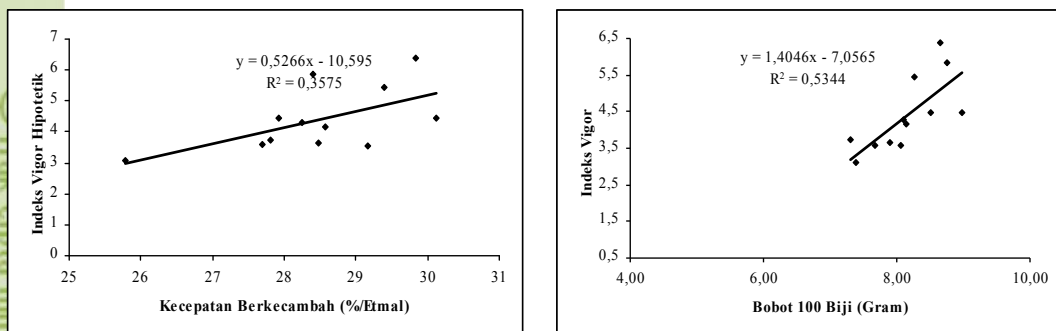 7
6
5
4
3
2
1
0
Indeks Vigor Hipotetik
y = 0,5266x - 10,595
R² = 0,3575
25 26 27 28 29 30 31
Kecepatan Berkecambah (%/Etmal)
6,5
5,5
4,5
3,5
2,5
1,5
0,5
Indeks Vigor
y = 1,4046x - 7,0565
R² = 0,5344
4,00 6,00 8,00 10,00
Bobot 100 Biji (Gram)